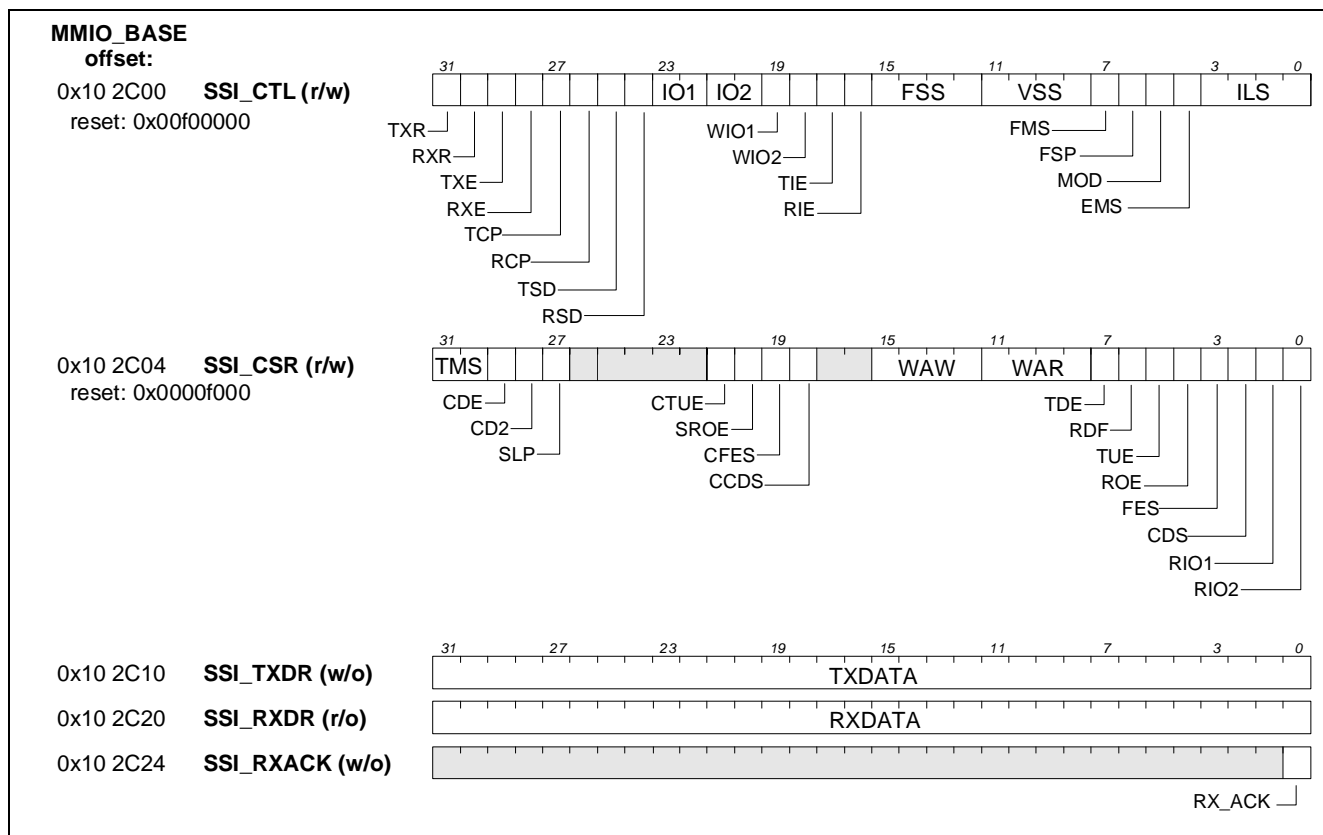 MMIO_BASE
offset:
31 27 23 19 15 11 7 3 0
0x10 2C00 SSI_CTL (r/w) IO1 IO2 FSS VSS ILS
reset: 0x00f00000
TXR WIO1 FMS
RXR WIO2 FSP
TXE TIE MOD
RXE RIE EMS
TCP
RCP
TSD
RSD
31 27 23 19 15 11 7 3 0
0x10 2C04 SSI_CSR (r/w) TMS WAW WAR
reset: 0x0000f000
CDE CTUE TDE
CD2 SROE RDF
SLP CFES TUE
CCDS ROE
FES
CDS
RIO1
RIO2
31 27 23 19 15 11 7 3 0
0x10 2C10 SSI_TXDR (w/o) TXDATA
0x10 2C20 SSI_RXDR (r/o) RXDATA
0x10 2C24 SSI_RXACK (w/o)
RX_ACK